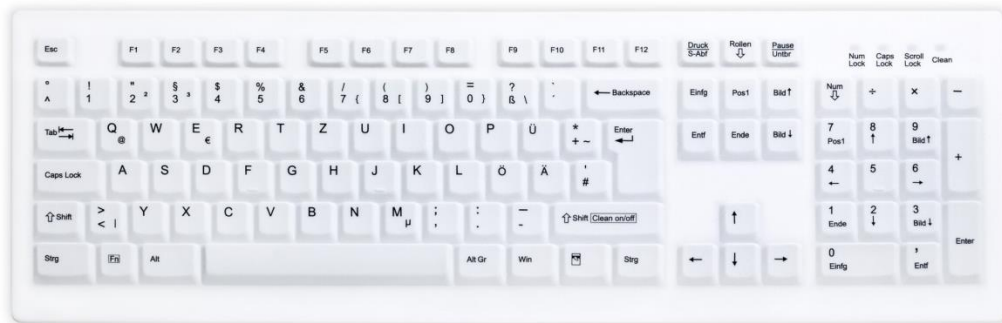 Esc F1 F2 F3 F4 F5 F6 F7 F8 F9 F10 F11 F12 Druck Rollen Pause
S-Abf ⇩ Untbr
Num Caps Scroll Clean
Lock Lock Lock
° ! " § $ % & / ( ) = ? ` Backspace Einfg Pos1 Bild↑ Num ÷ × −
^ 1 2 ² 3 ³ 4 5 6 7 { 8 [ 9 ] 0 } ß \ ´ ← ⇩
Tab Q W E R T Z U I O P Ü * Enter Entf Ende Bild↓ 7 8 9 +
@ € + ~ ↵ Pos1 ↑ Bild↑
Caps Lock A S D F G H J K L Ö Ä ' 4 5 6
# ← →
⇧ Shift > Y X C V B N M ; : _ ⇧ Shift Clean on/off ↑ 1 2 3 Enter
< | µ , . - Ende ↓ Bild↓
Strg Fn Alt Alt Gr Win Strg ← ↓ → 0 ,
Einfg Entf